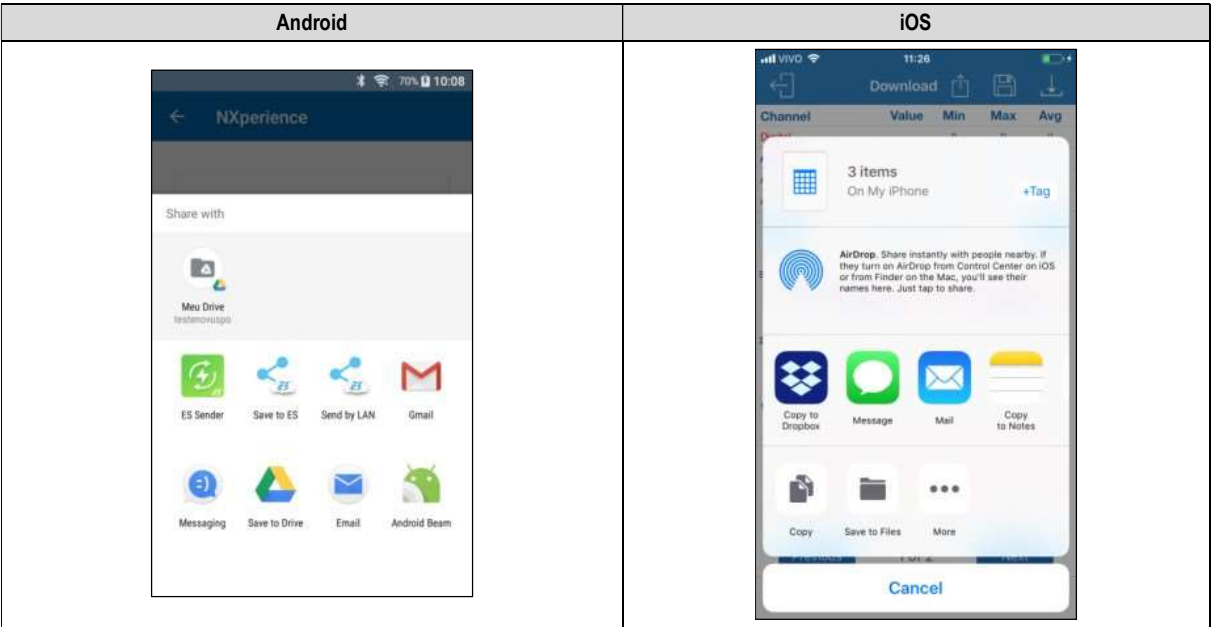 Android
iOS
70% 10:08
NXperience
Share with
Meu Drive
testenovuspo
ES Sender
Save to ES
Send by LAN
Gmail
Messaging
Save to Drive
Email
Android Beam
VIVO 11:26
Download
Channel Value Min Max Avg
3 items
On My iPhone
+Tag
AirDrop. Share instantly with people nearby. If
they turn on AirDrop from Control Center on iOS
or from Finder on the Mac, you'll see their
names here. Just tap to share.
Copy to
Dropbox
Message
Mail
Copy
to Notes
Copy
Save to Files
More
Cancel